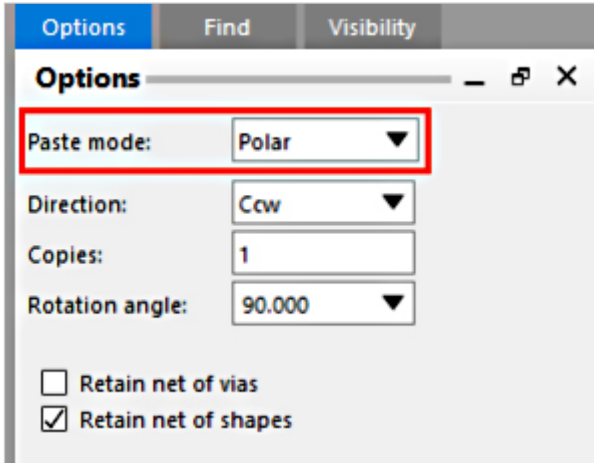 Options Find Visibility
Options
Paste mode: Polar
Direction: Ccw
Copies: 1
Rotation angle: 90.000
Retain net of vias
Retain net of shapes